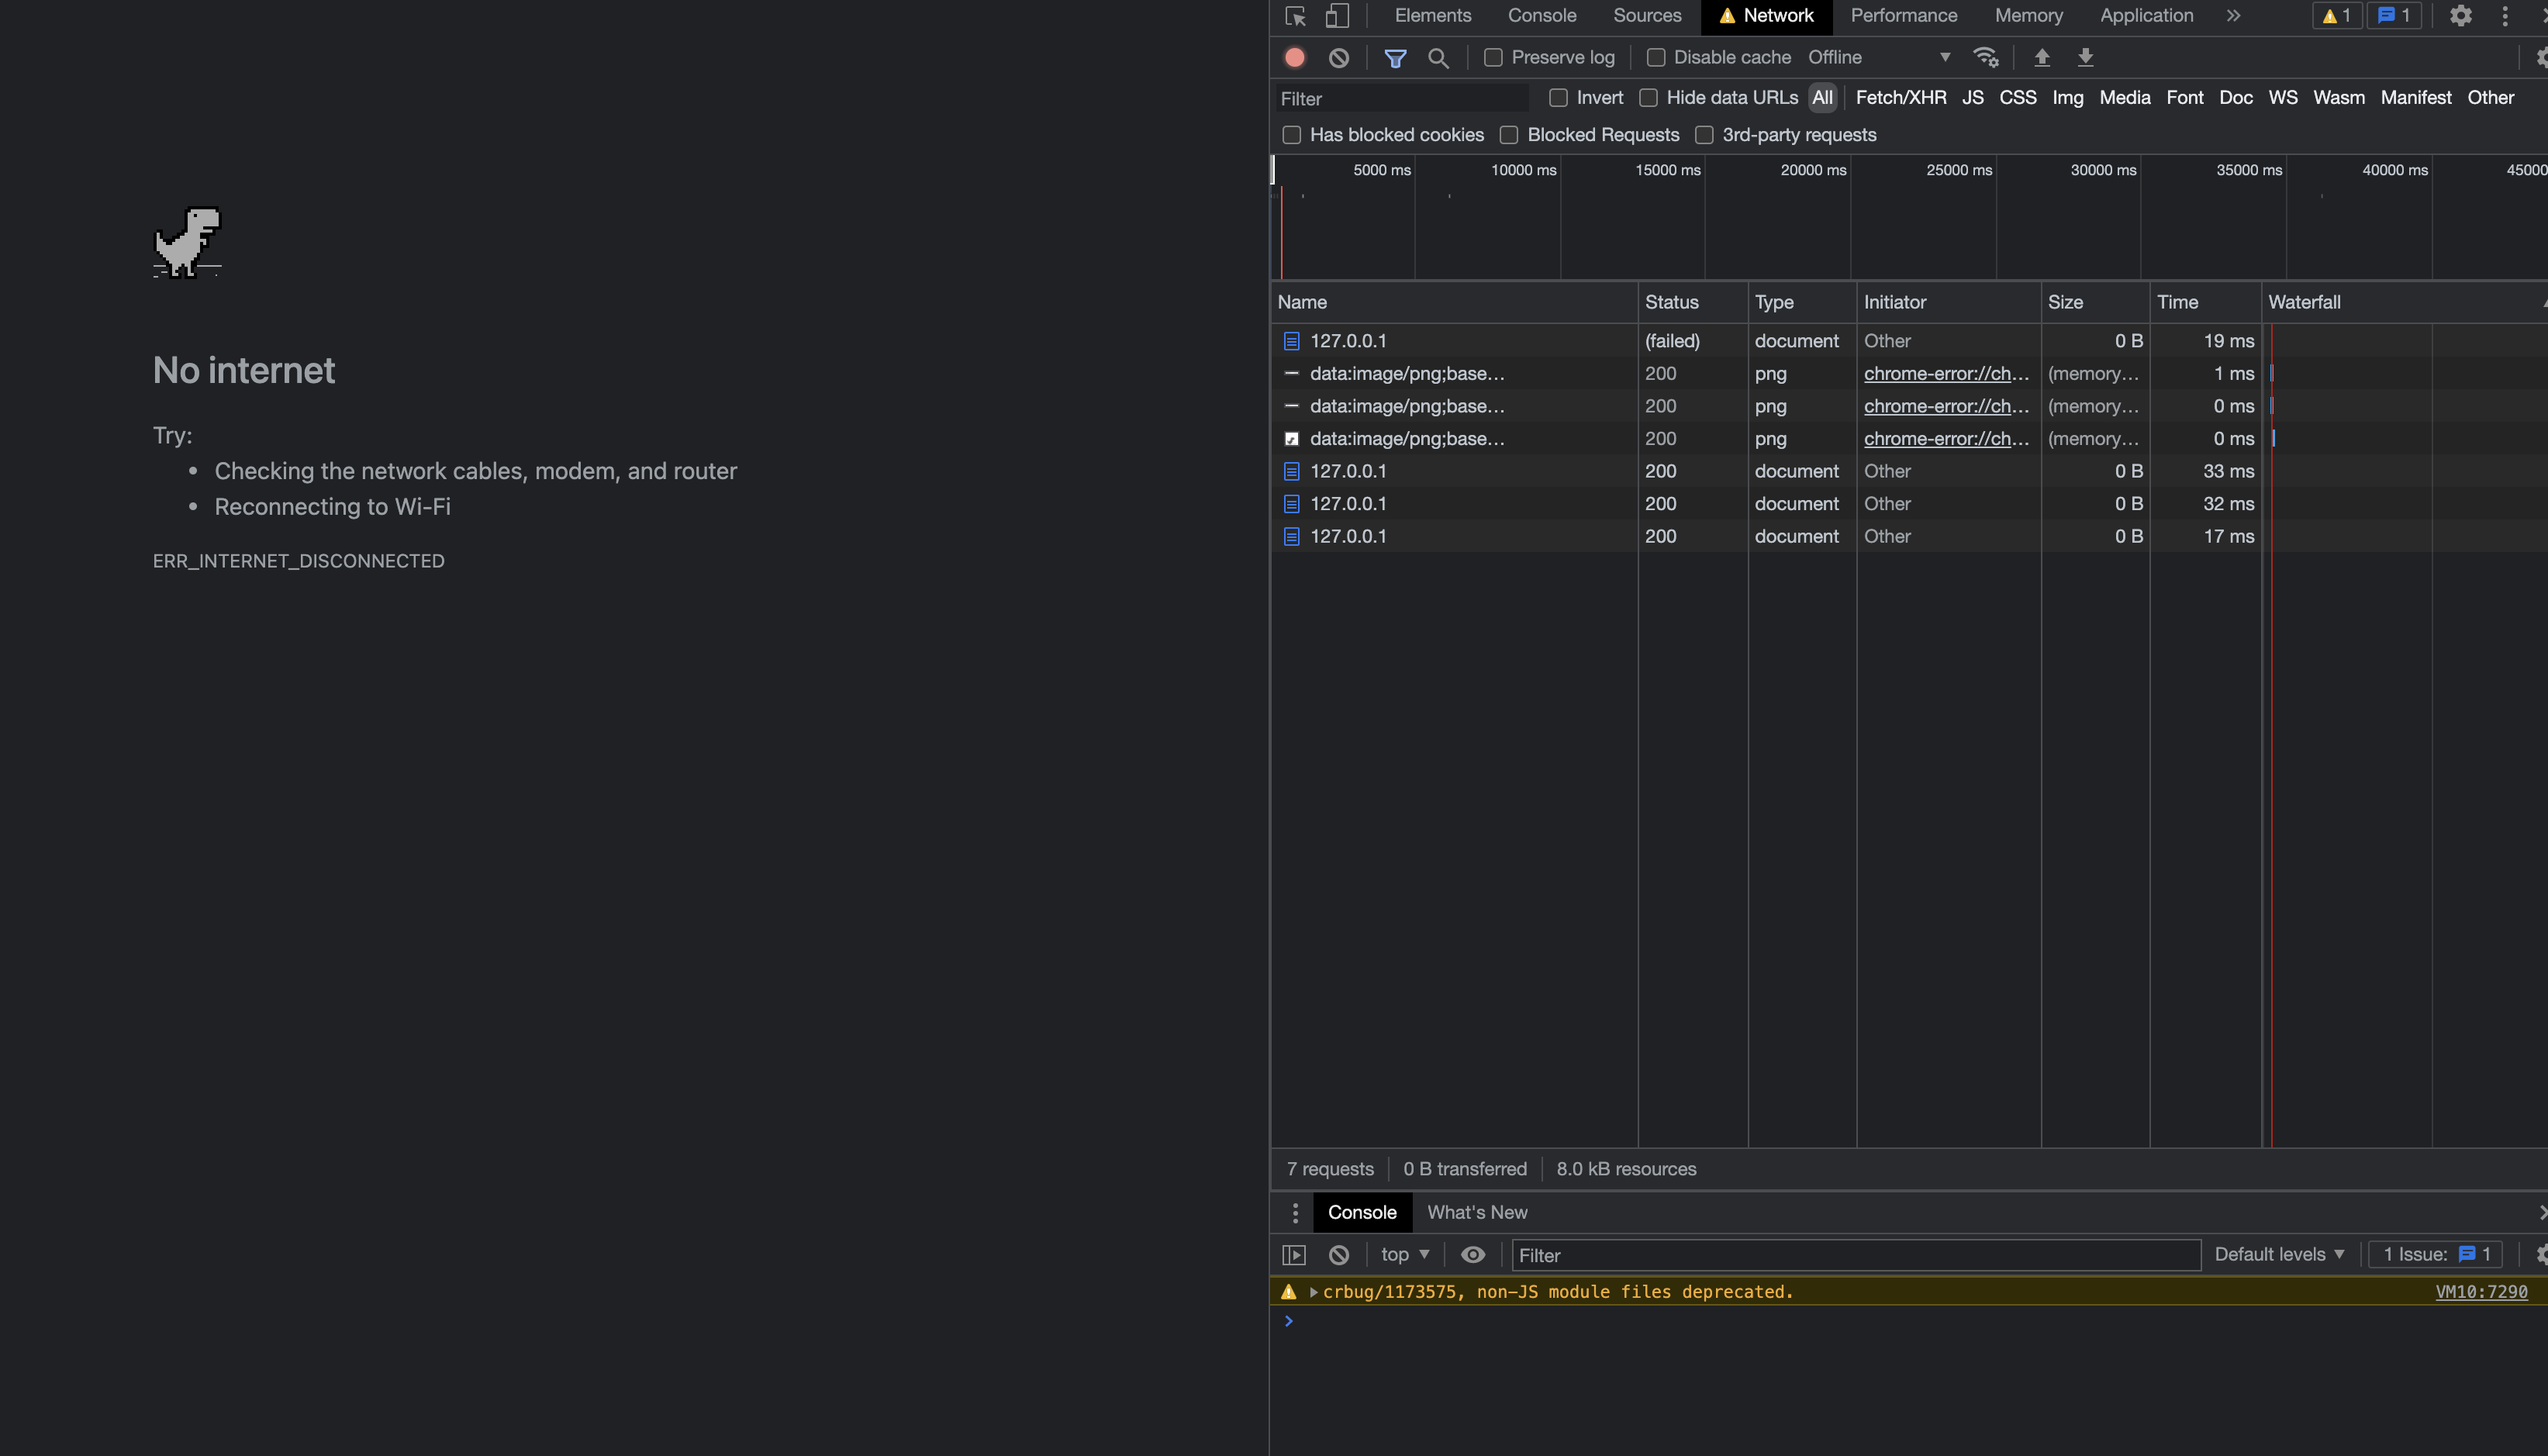 No internet
Try:
• Checking the network cables, modem, and router
• Reconnecting to Wi-Fi
ERR_INTERNET_DISCONNECTED
Elements Console Sources Network Performance Memory Application » 1 1
Preserve log Disable cache Offline
Filter Invert Hide data URLs All Fetch/XHR JS CSS Img Media Font Doc WS Wasm Manifest Other
Has blocked cookies Blocked Requests 3rd-party requests
5000 ms 10000 ms 15000 ms 20000 ms 25000 ms 30000 ms 35000 ms 40000 ms 45000
Name Status Type Initiator Size Time Waterfall
127.0.0.1 (failed) document Other 0 B 19 ms
data:image/png;base… 200 png chrome-error://ch… (memory… 1 ms
data:image/png;base… 200 png chrome-error://ch… (memory… 0 ms
data:image/png;base… 200 png chrome-error://ch… (memory… 0 ms
127.0.0.1 200 document Other 0 B 33 ms
127.0.0.1 200 document Other 0 B 32 ms
127.0.0.1 200 document Other 0 B 17 ms
7 requests 0 B transferred 8.0 kB resources
Console What's New
top Filter Default levels 1 Issue: 1
crbug/1173575, non-JS module files deprecated. VM10:7290